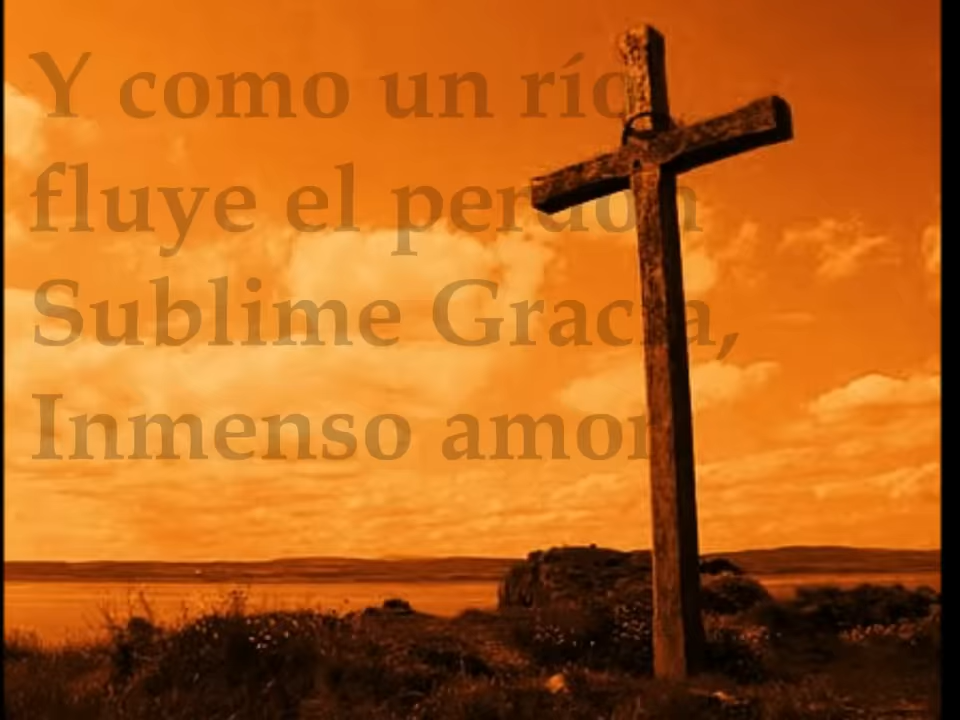 Y como un río
fluye el perdón
Sublime Gracia,
Inmenso amor